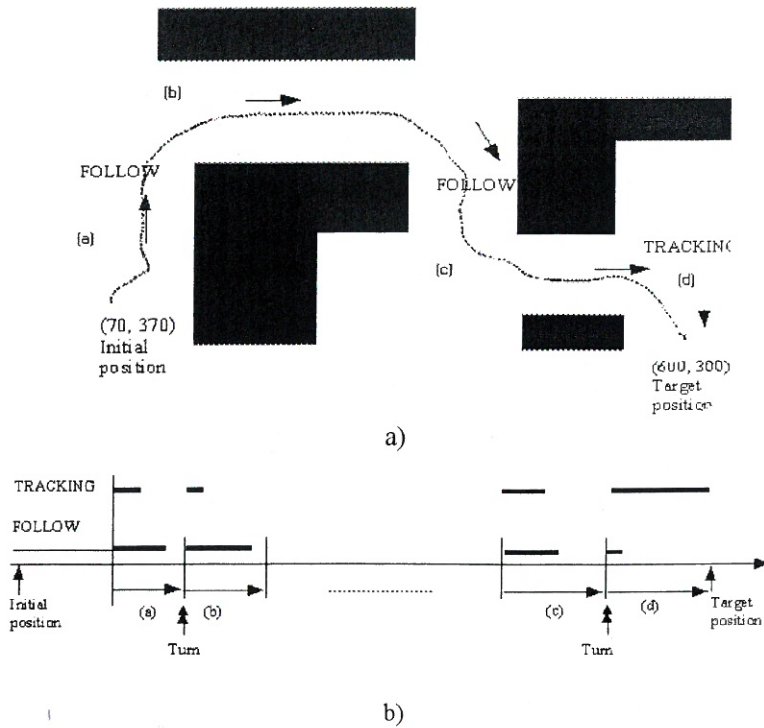 (b)
FOLLOW
(a)
FOLLOW
(c)
TRACKING
(d)
(70, 370)
Initial
position
(600, 300)
Target
position
a)
TRACKING
FOLLOW
Initial
position
(a)
(b)
Turn
(c)
(d)
Turn
Target
position
b)